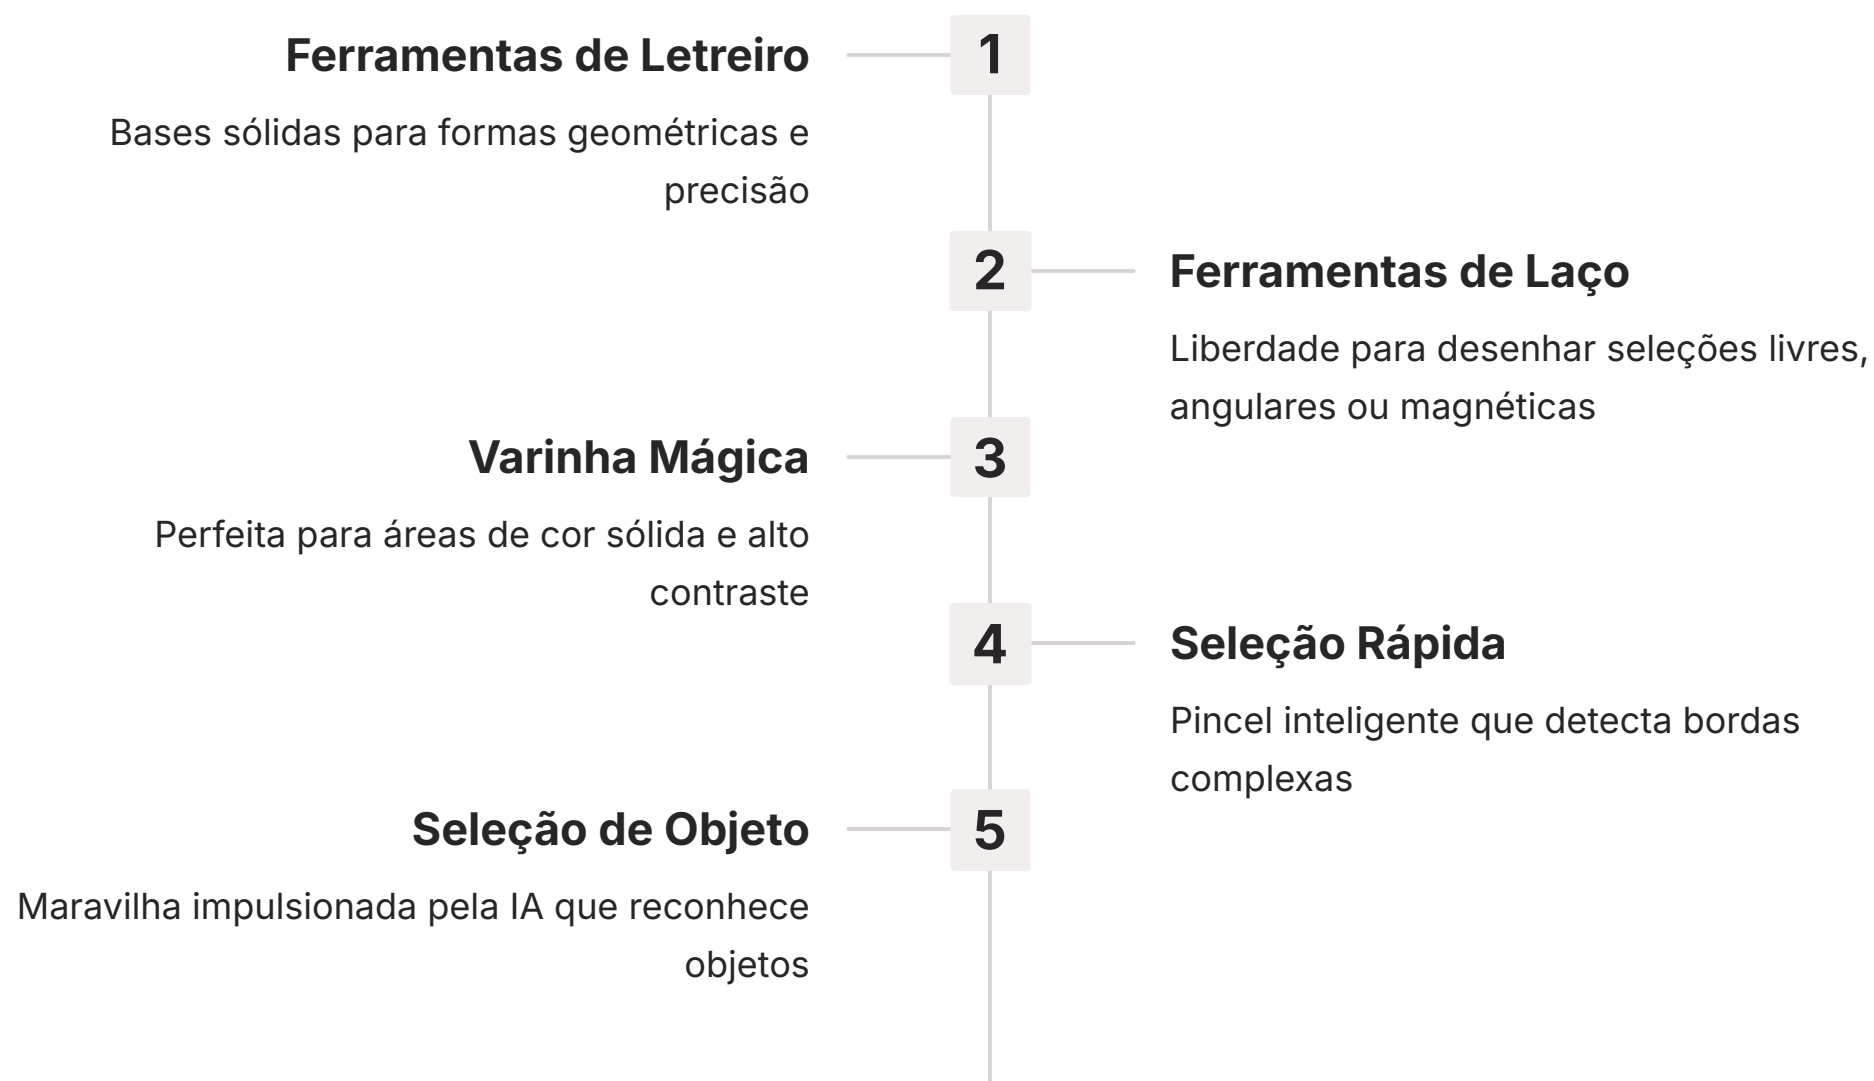 Ferramentas de Letreiro
1
Bases sólidas para formas geométricas e
precisão
2
Ferramentas de Laço
Liberdade para desenhar seleções livres,
angulares ou magnéticas
Varinha Mágica
3
Perfeita para áreas de cor sólida e alto
contraste
4
Seleção Rápida
Pincel inteligente que detecta bordas
complexas
Seleção de Objeto
5
Maravilha impulsionada pela IA que reconhece
objetos